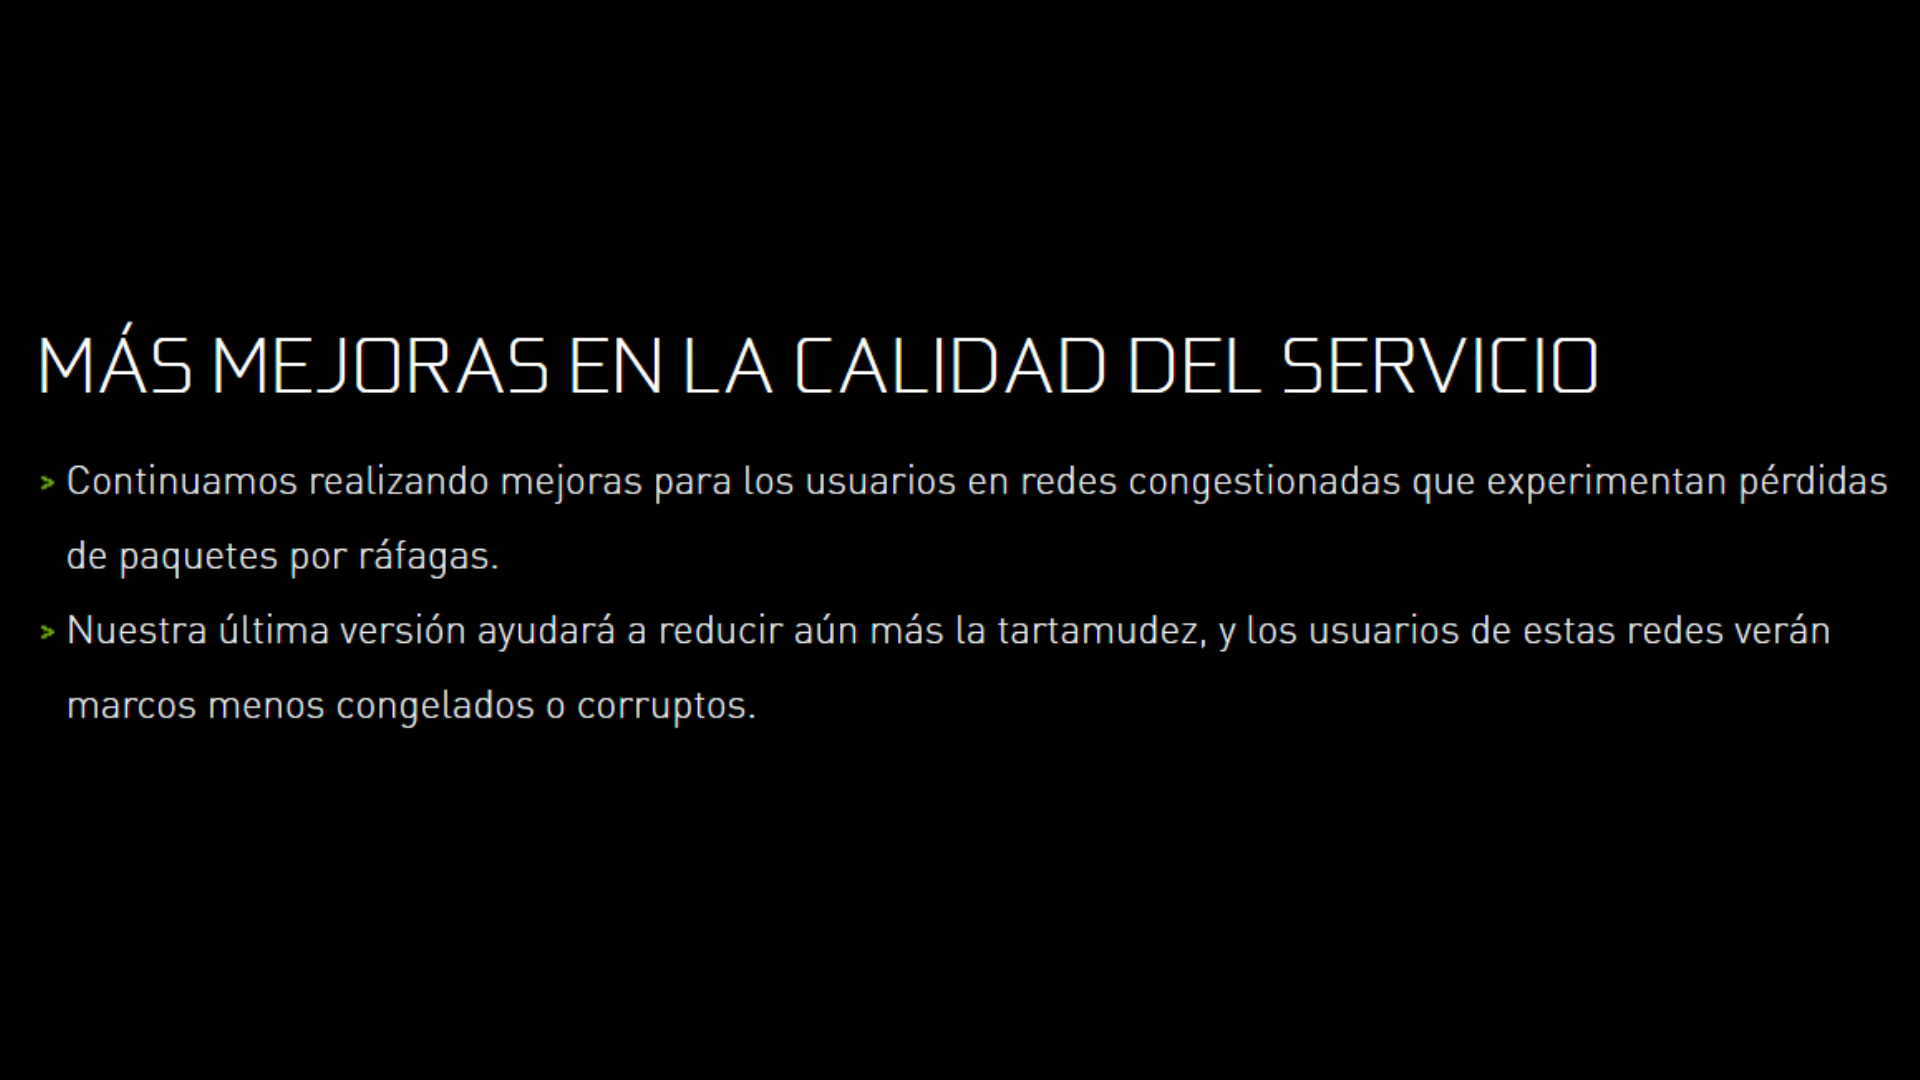 MÁS MEJORAS EN LA CALIDAD DEL SERVICIO
> Continuamos realizando mejoras para los usuarios en redes congestionadas que experimentan pérdidas
de paquetes por ráfagas.
> Nuestra última versión ayudará a reducir aún más la tartamudez, y los usuarios de estas redes verán
marcos menos congelados o corruptos.